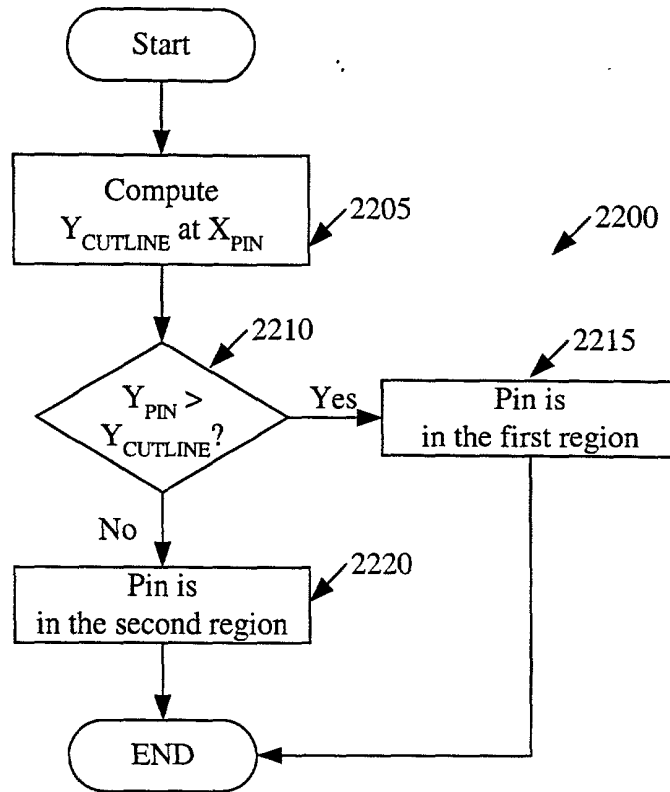 Start
Compute
Y_CUTLINE at X_PIN
2205
2200
2210
Y_PIN >
Y_CUTLINE?
Yes
2215
Pin is
in the first region
No
2220
Pin is
in the second region
END